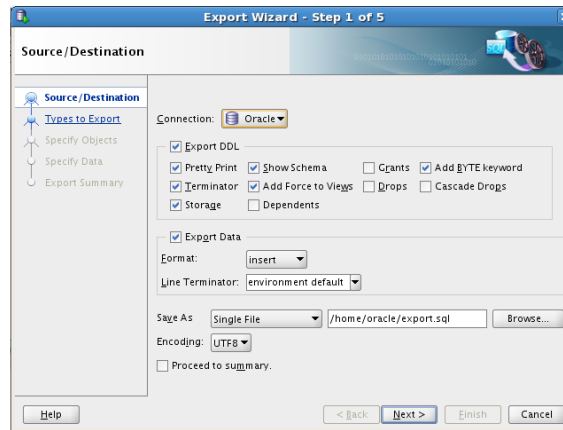 Export Wizard - Step 1 of 5
Source/Destination
Source/Destination
Types to Export
Specify Objects
Specify Data
Export Summary
Connection: Oracle
Export DDL
Pretty Print Show Schema Grants Add BYTE keyword
Terminator Add Force to Views Drops Cascade Drops
Storage Dependents
Export Data
Format: insert
Line Terminator: environment default
Save As Single File /home/oracle/export.sql Browse...
Encoding: UTF8
Proceed to summary.
Help < Back Next > Finish Cancel